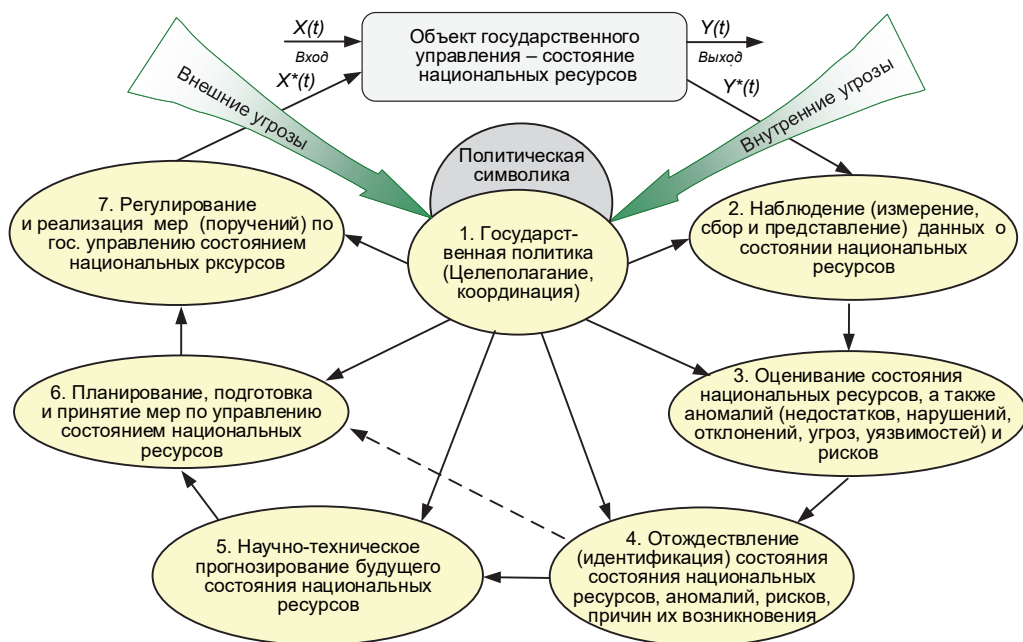 X(t)
Вход
X*(t)
Объект государственного
управления – состояние
национальных ресурсов
Y(t)
Выход
Y*(t)
Внешние угрозы
Внутренние угрозы
Политическая
символика
1. Государст-
венная политика
(Целеполагание,
координация)
2. Наблюдение (измерение,
сбор и представление) данных о
состоянии национальных
ресурсов
3. Оценивание состояния
национальных ресурсов, а также
аномалий (недостатков, нарушений,
отклонений, угроз, уязвимостей) и
рисков
4. Отождествление
(идентификация) состояния
состояния национальных
ресурсов, аномалий, рисков,
причин их возникновения
5. Научно-техническое
прогнозирование будущего
состояния национальных
ресурсов
6. Планирование, подготовка
и принятие мер по управлению
состоянием национальных
ресурсов
7. Регулирование
и реализация мер (поручений) по
гос. управлению состоянием
национальных рксурсов